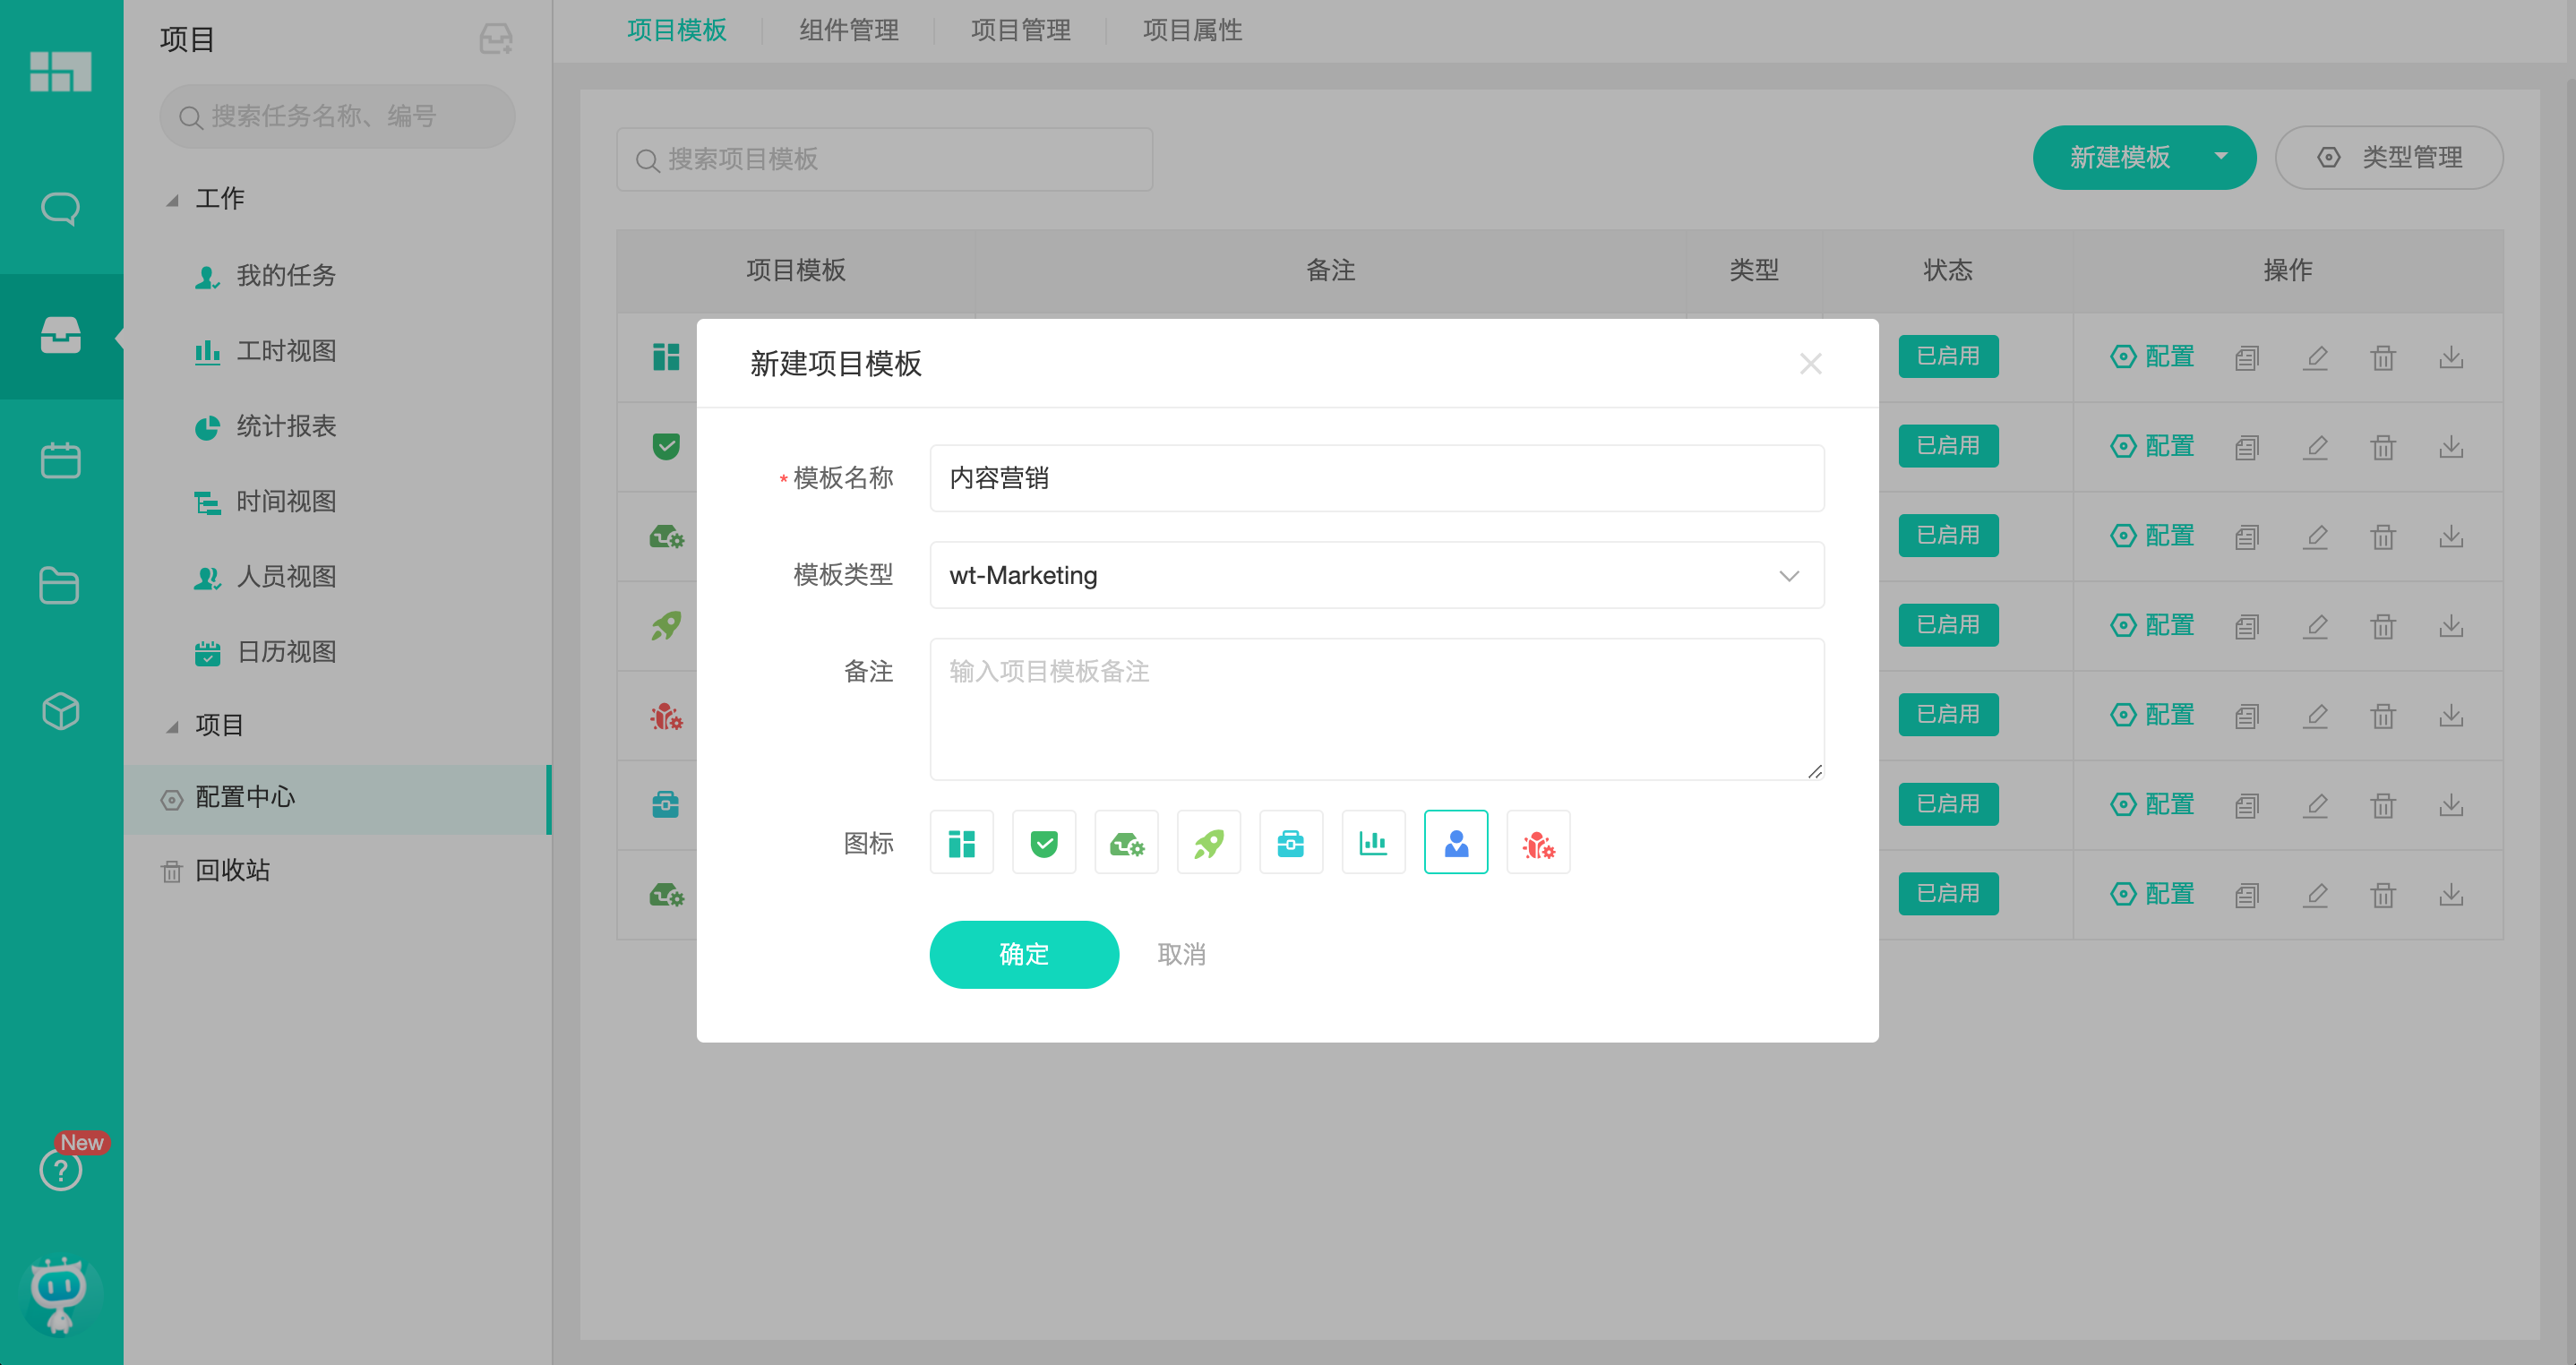 项目
搜索任务名称、编号
工作
我的任务
工时视图
统计报表
时间视图
人员视图
日历视图
项目
配置中心
回收站
New
项目模板 组件管理 项目管理 项目属性
搜索项目模板 新建模板 类型管理
项目模板 备注 类型 状态 操作
已启用 配置
已启用 配置
已启用 配置
已启用 配置
已启用 配置
已启用 配置
已启用 配置
新建项目模板
*模板名称 内容营销
模板类型 wt-Marketing
备注 输入项目模板备注
图标
确定 取消